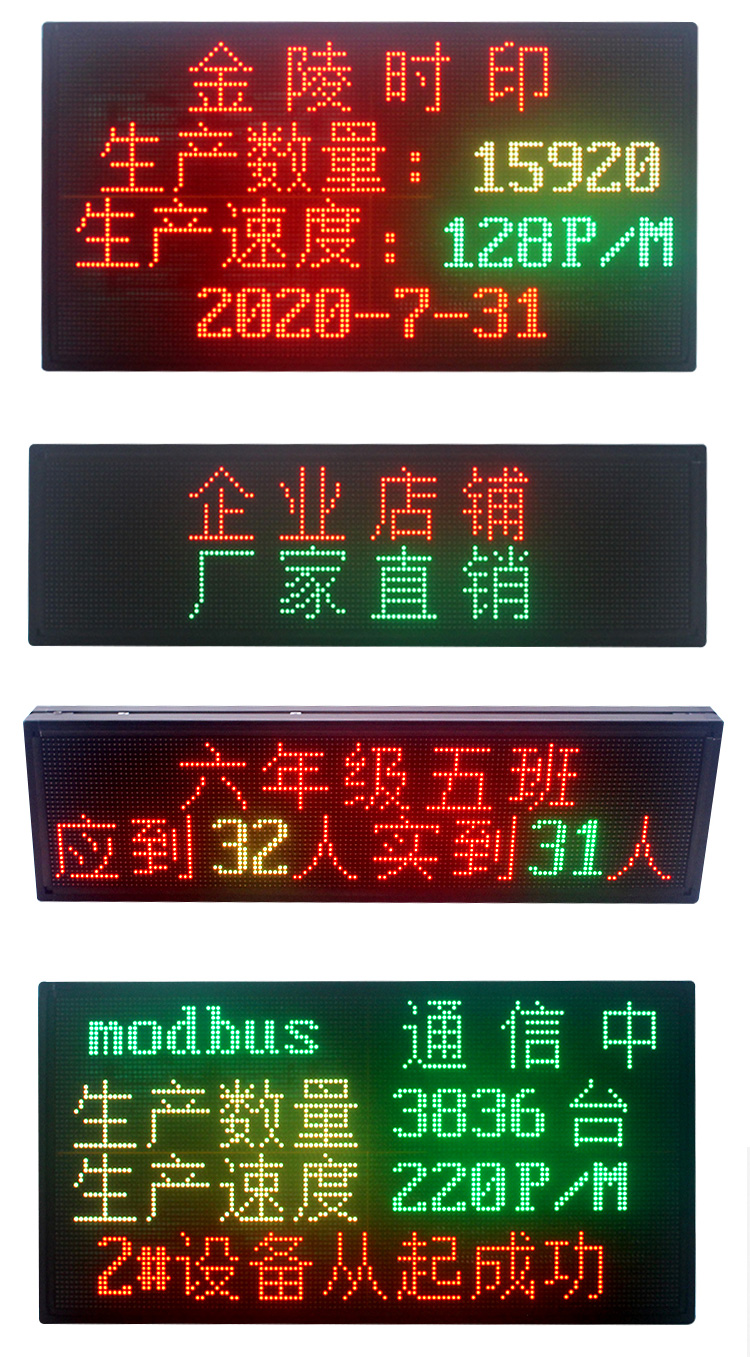 金陵时印
生产数量：15920
生产速度：128P/M
2020-7-31
企业店铺
厂家直销
六年级五班
应到32人实到31人
modbus 通信中
生产数量 3836台
生产速度 220P/M
2#设备从起成功